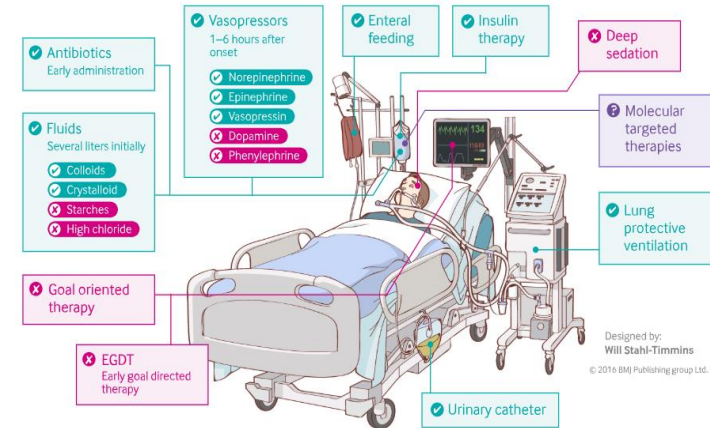 Antibiotics
Early administration
Fluids
Several liters initially
Colloids
Crystalloid
Starches
High chloride
Vasopressors
1–6 hours after
onset
Norepinephrine
Epinephrine
Vasopressin
Dopamine
Phenylephrine
Enteral
feeding
Insulin
therapy
Deep
sedation
Molecular
targeted
therapies
134
Lung
protective
ventilation
Goal oriented
therapy
EGDT
Early goal directed
therapy
Urinary catheter
Designed by:
Will Stahl-Timmins
© 2016 BMJ Publishing group Ltd.